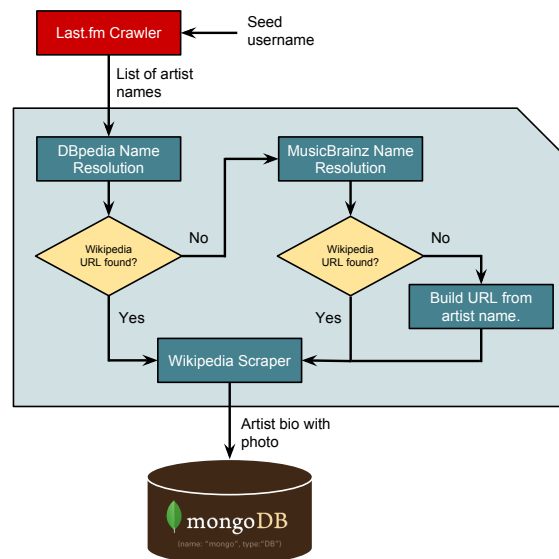 Last.fm Crawler
Seed
username
List of artist
names
DBpedia Name
Resolution
MusicBrainz Name
Resolution
Wikipedia
URL found?
No
Wikipedia
URL found?
No
Build URL from
artist name.
Yes
Yes
Wikipedia Scraper
Artist bio with
photo
mongoDB
{name: "mongo", type:"DB"}